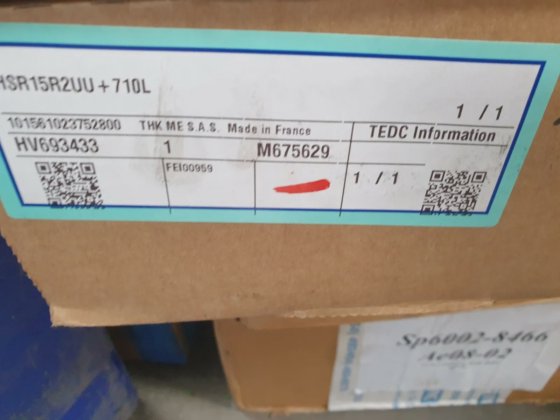 HSR15R2UU+710L
1 / 1
101561023752800 THK ME S.A.S. Made in France
TEDC Information
HV693433 1 M675629
FEI00959
1 / 1
Sp6002-8466
Ac08-02